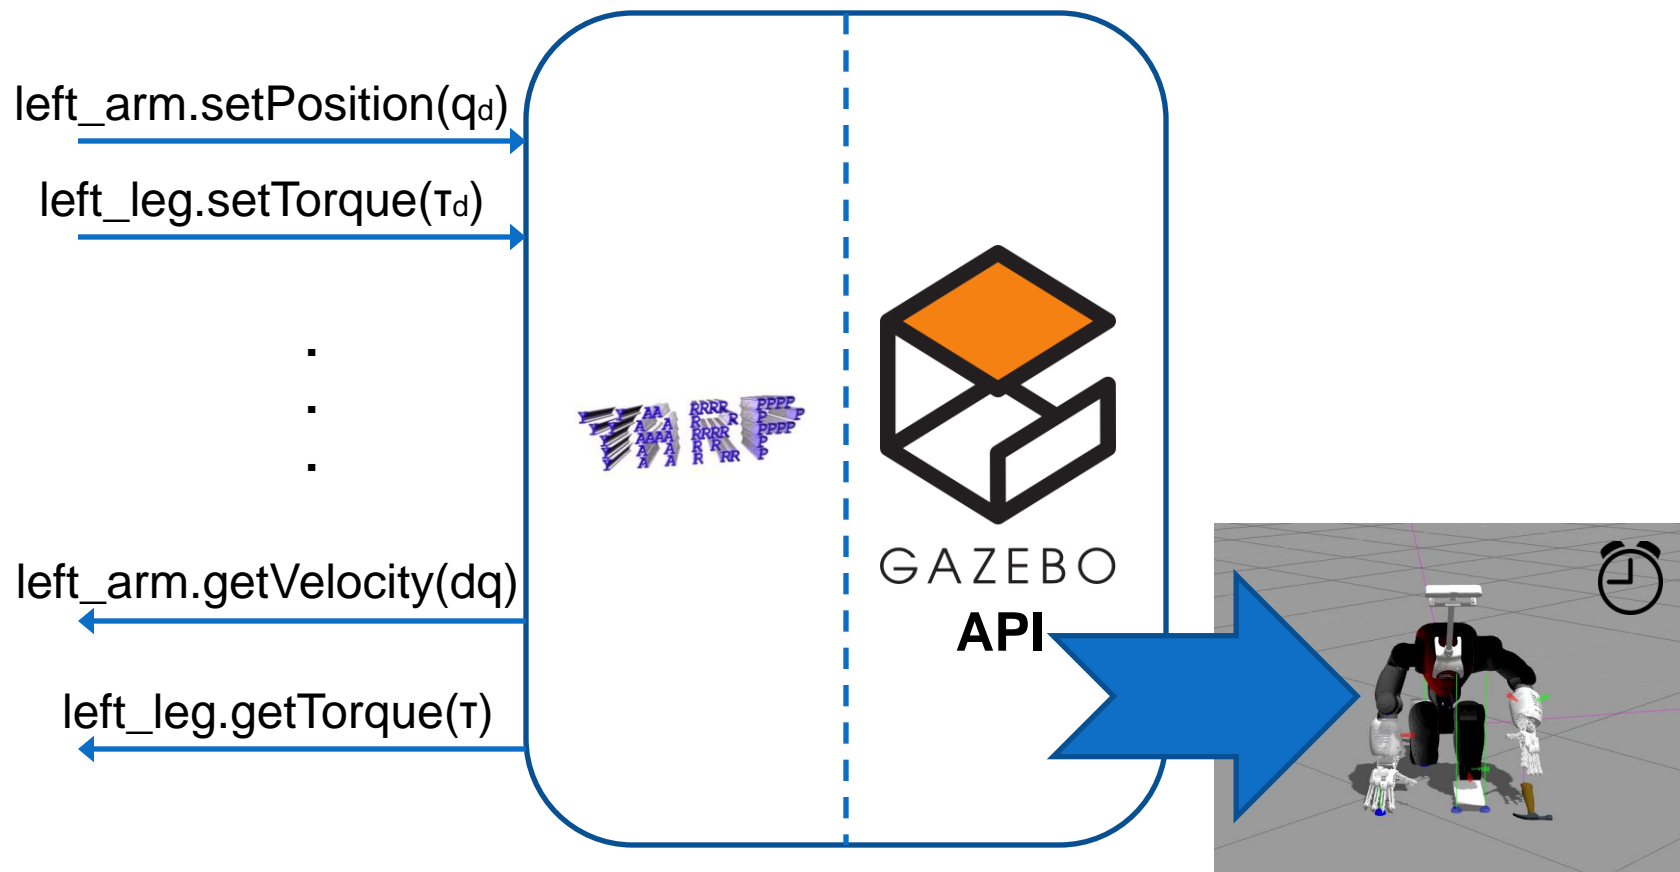 left_arm.setPosition(qd)
left_leg.setTorque(τd)
.
.
.
left_arm.getVelocity(dq)
left_leg.getTorque(τ)
YARP
GAZEBO
API